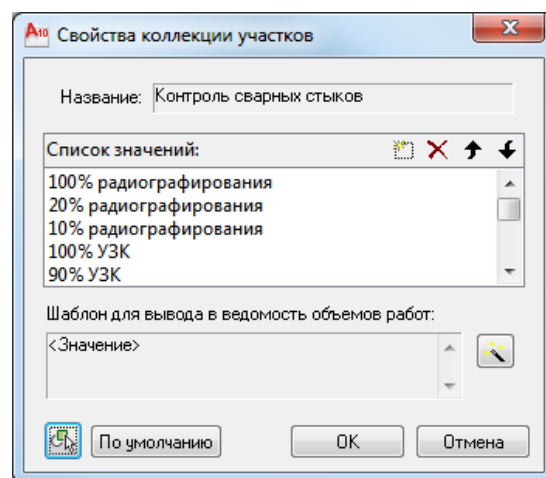 A10 Свойства коллекции участков
Название: Контроль сварных стыков
Список значений:
100% радиографирования
20% радиографирования
10% радиографирования
100% УЗК
90% УЗК
Шаблон для вывода в ведомость объемов работ:
<Значение>
По умолчанию OK Отмена